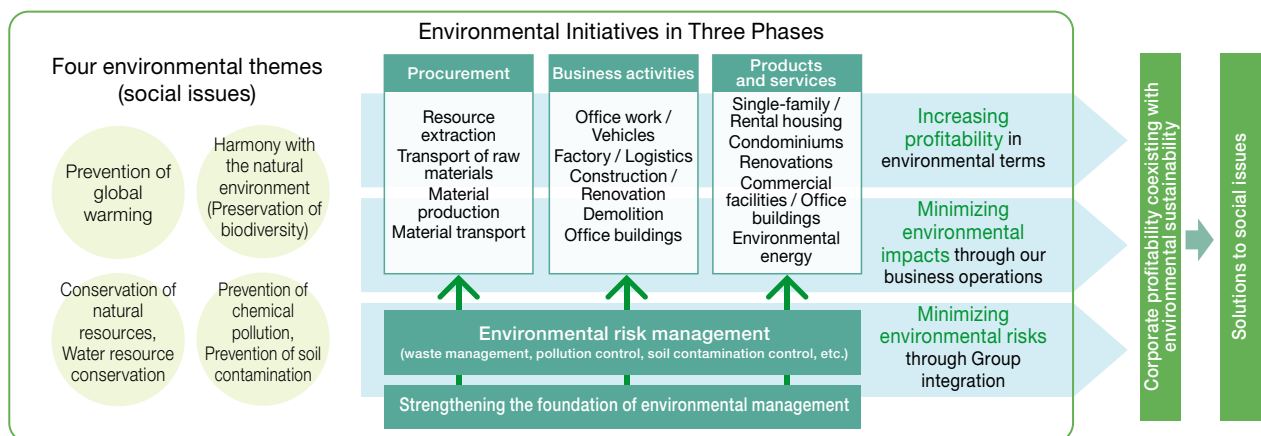 Environmental Initiatives in Three Phases
Four environmental themes
(social issues)
Prevention of
global
warming
Harmony with
the natural
environment
(Preservation of
biodiversity)
Conservation of
natural
resources,
Water resource
conservation
Prevention of
chemical
pollution,
Prevention of soil
contamination
Procurement
Resource
extraction
Transport of raw
materials
Material
production
Material transport
Business activities
Office work /
Vehicles
Factory / Logistics
Construction /
Renovation
Demolition
Office buildings
Products
and services
Single-family /
Rental housing
Condominiums
Renovations
Commercial
facilities / Office
buildings
Environmental
energy
Environmental risk management
(waste management, pollution control, soil contamination control, etc.)
Strengthening the foundation of environmental management
Increasing
profitability in
environmental terms
Minimizing
environmental
impacts through our
business operations
Minimizing
environmental risks
through Group
integration
Corporate profitability coexisting with
environmental sustainability
Solutions to social issues